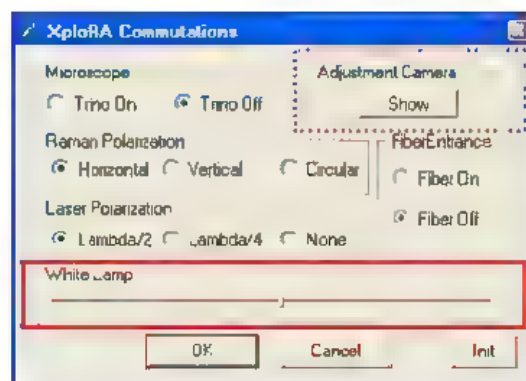 XploRA Commutations
Microscope
Adjustment Camera
Trino On Trino Off
Show
Raman Polarization
FiberEntrance
Horizontal Vertical Circular
Fiber On
Laser Polarization
Fiber Off
Lambda/2 Lambda/4 None
White Lamp
OK Cancel Init